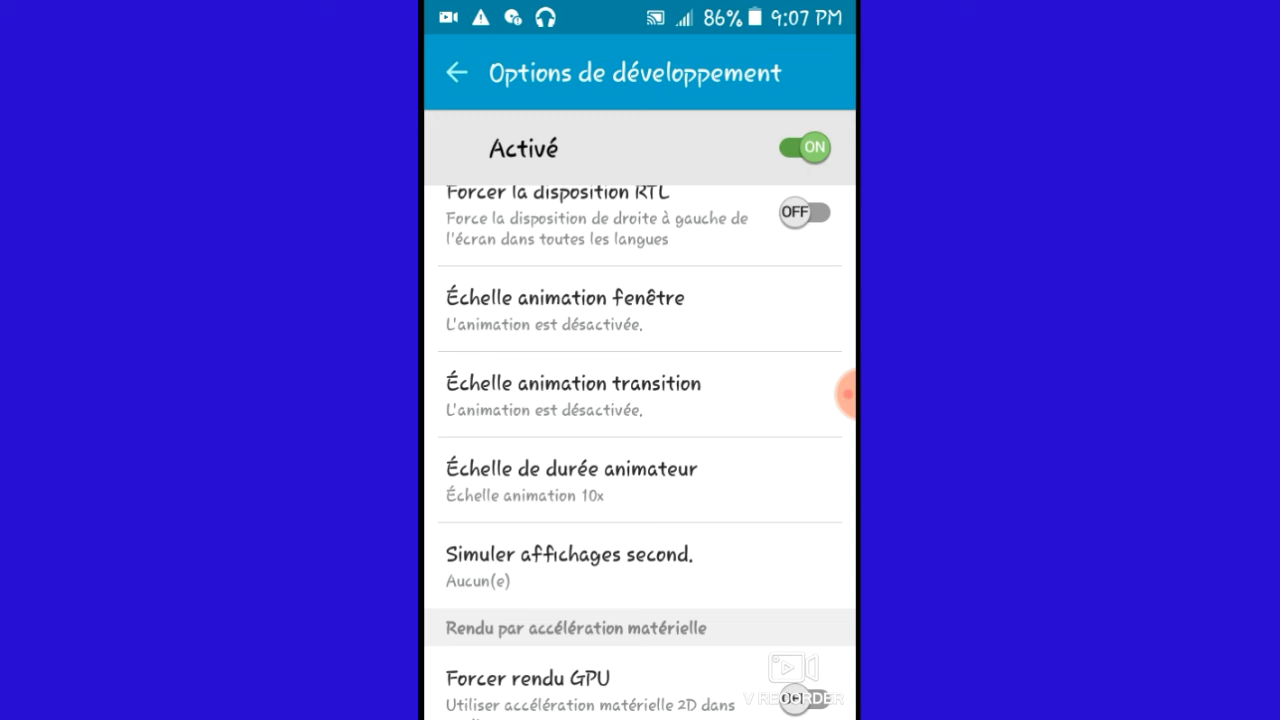 86% 9:07 PM
Options de développement
Activé
ON
Forcer la disposition RTL
OFF
Force la disposition de droite à gauche de
l'écran dans toutes les langues
Échelle animation fenêtre
L'animation est désactivée.
Échelle animation transition
L'animation est désactivée.
Échelle de durée animateur
Échelle animation 10x
Simuler affichages second.
Aucun(e)
Rendu par accélération matérielle
Forcer rendu GPU
Utiliser accélération matérielle 2D dans
V RECORDER